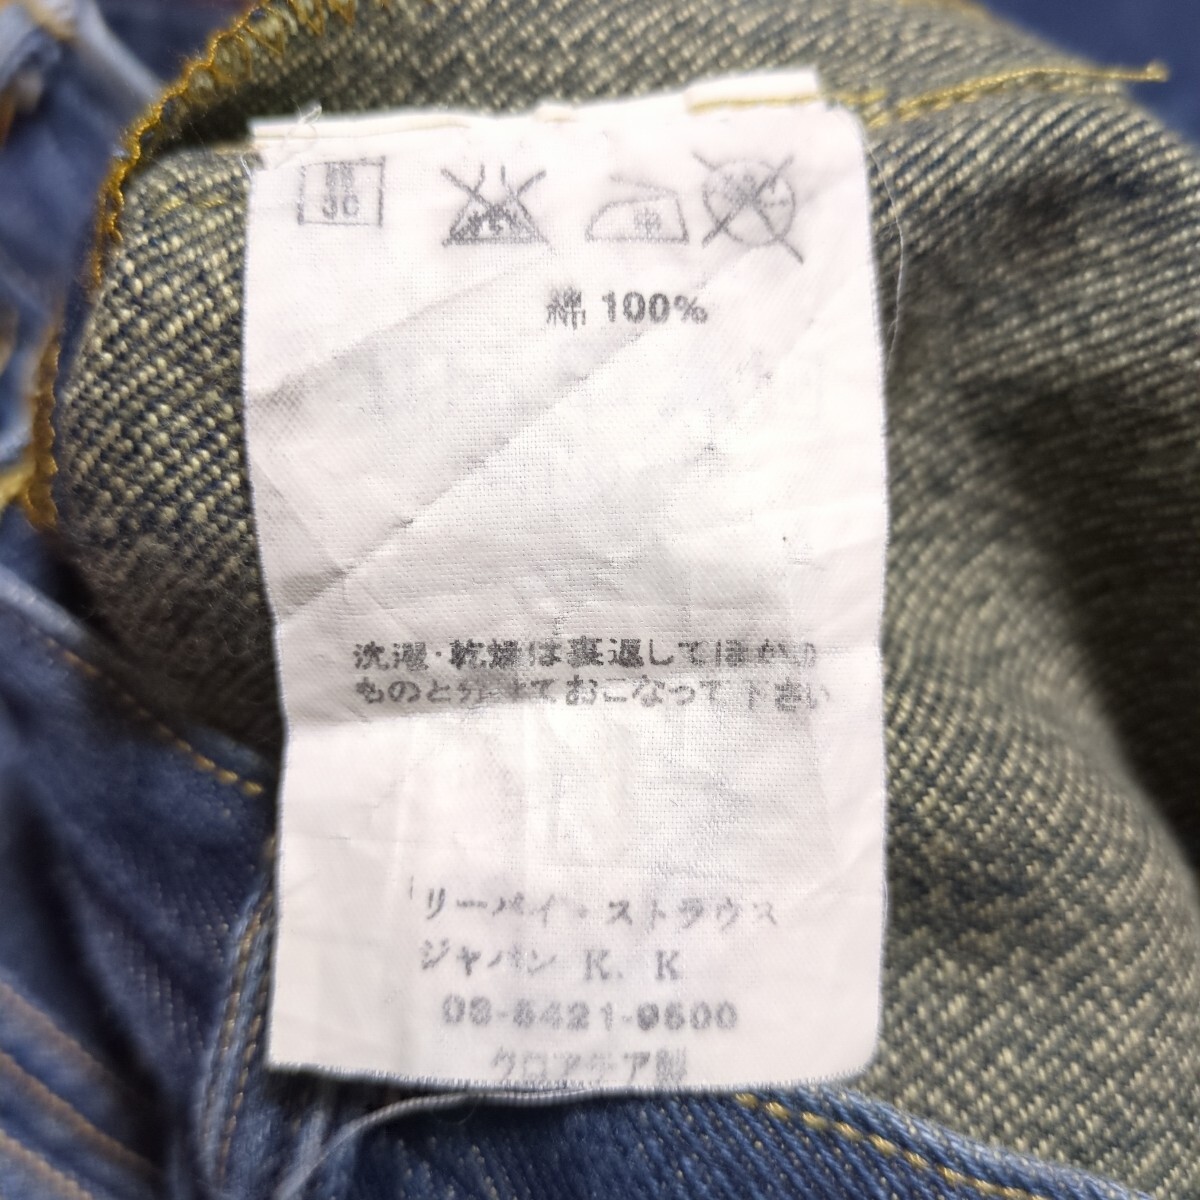 綿 100%
洗濯・乾燥は裏返してほかの
ものと分けておこなって下さい
リーバイ・ストラウス
ジャパン K. K
03-5421-9500
クロアチア製